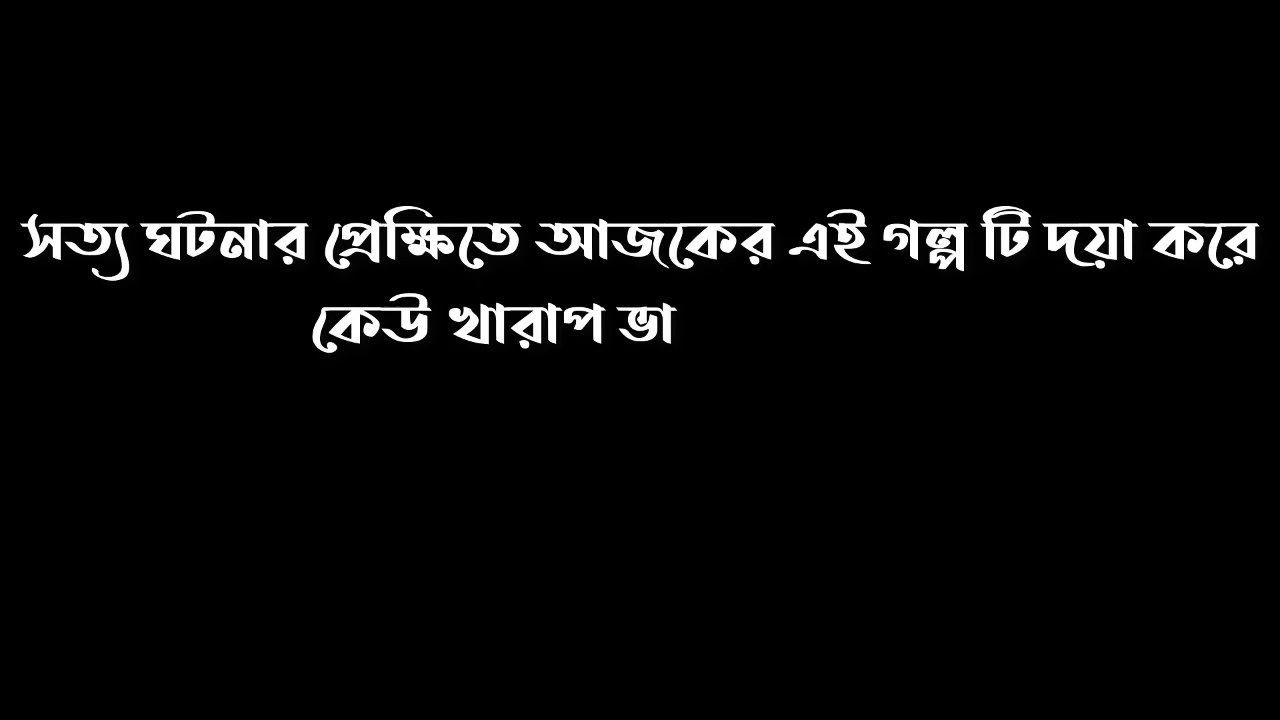 সত্য ঘটনার প্রেক্ষিতে আজকের এই গল্প টি দয়া করে
কেউ খারাপ ভা